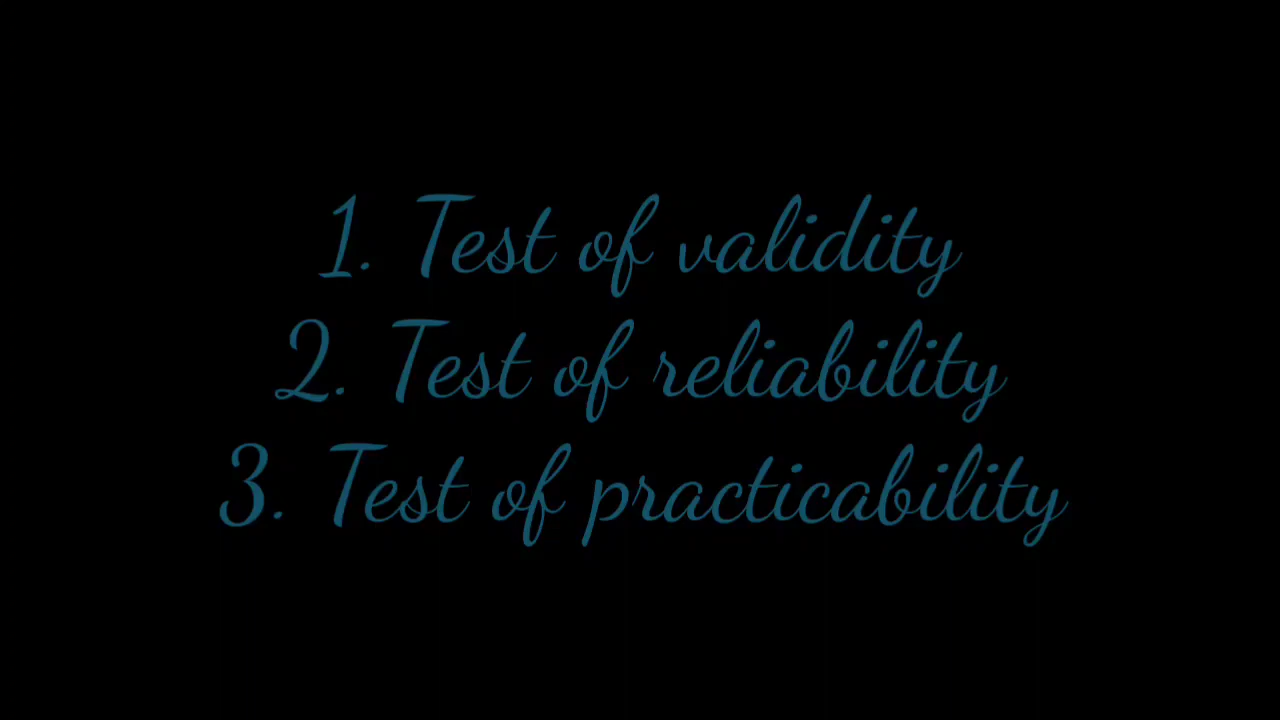 1. Test of validity
2. Test of reliability
3. Test of practicability